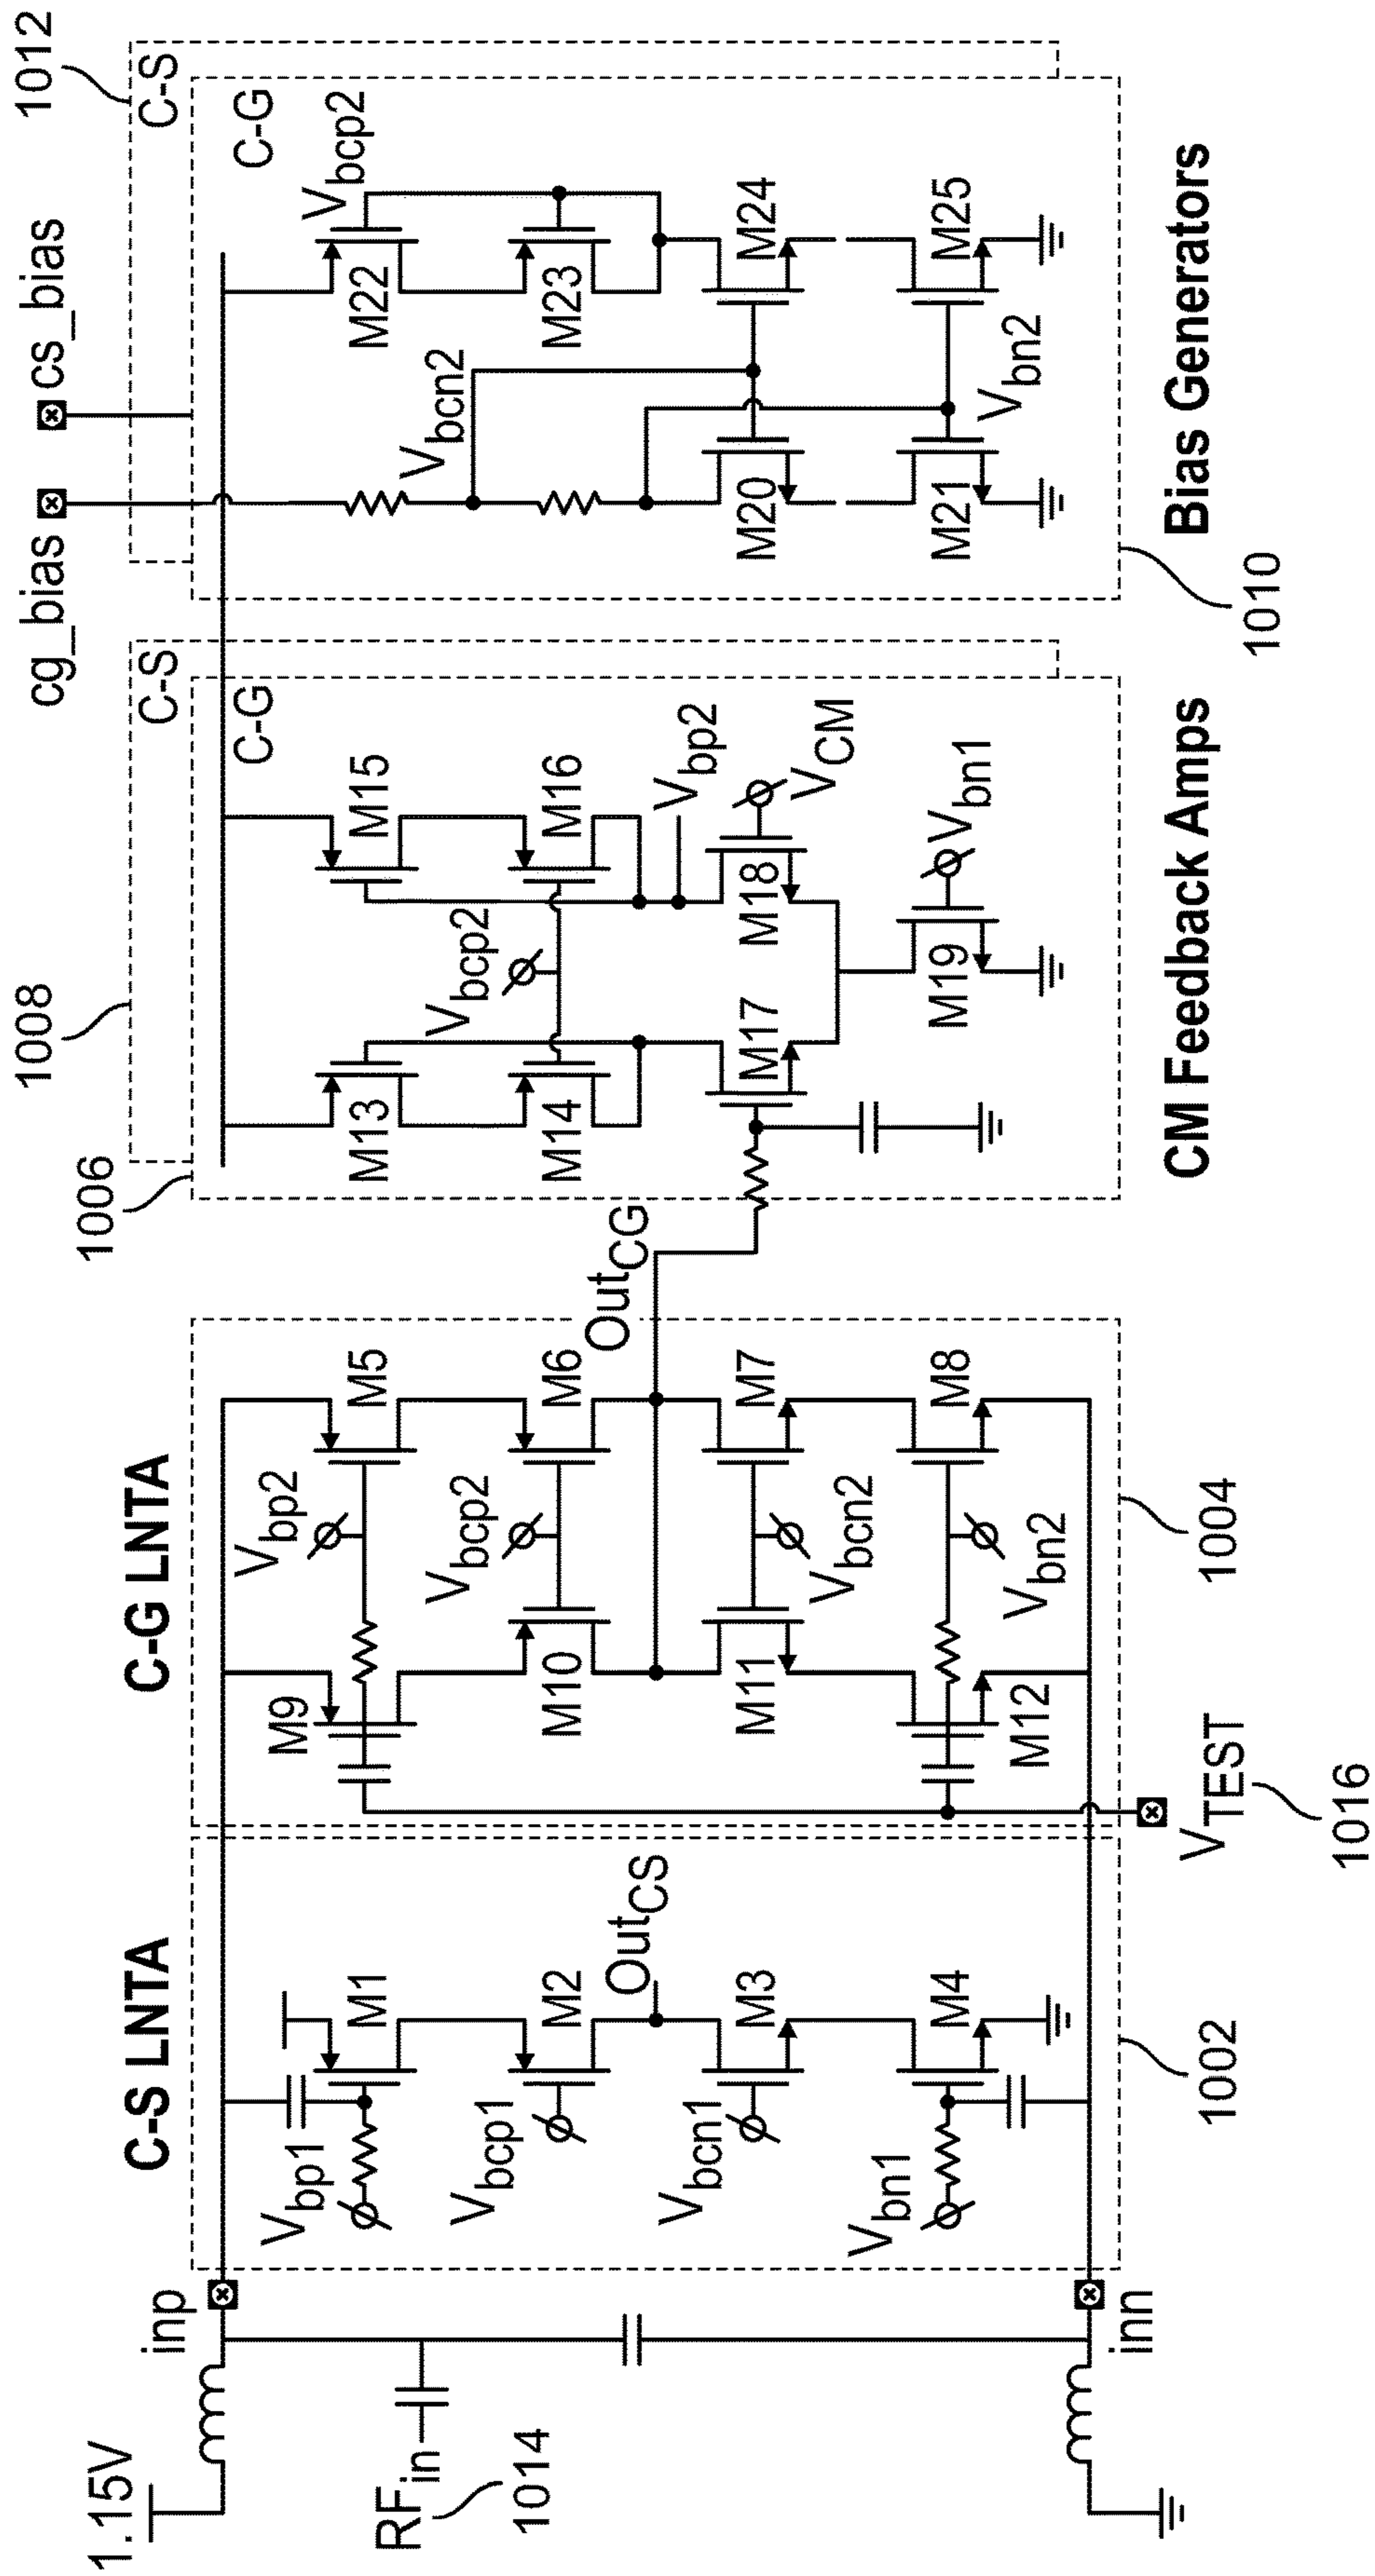 1.15V
RFin
1014
inp
inn
C-S LNTA
Vbp1
M1
Vbcp1
M2
OutCS
Vbcn1
M3
Vbn1
M4
1002
C-G LNTA
M9
Vbp2
M5
M10
Vbcp2
M6
M11
Vbcn2
M7
M12
Vbn2
M8
OutCG
VTEST
1016
1004
1006
1008
C-S
C-G
M13
M15
Vbcp2
M14
M16
Vbp2
M17
M18
VCM
M19
Vbn1
CM Feedback Amps
cg_bias
cs_bias
1012
C-S
C-G
Vbcp2
M22
Vbcn2
M23
M20
M24
M21
Vbn2
M25
1010
Bias Generators